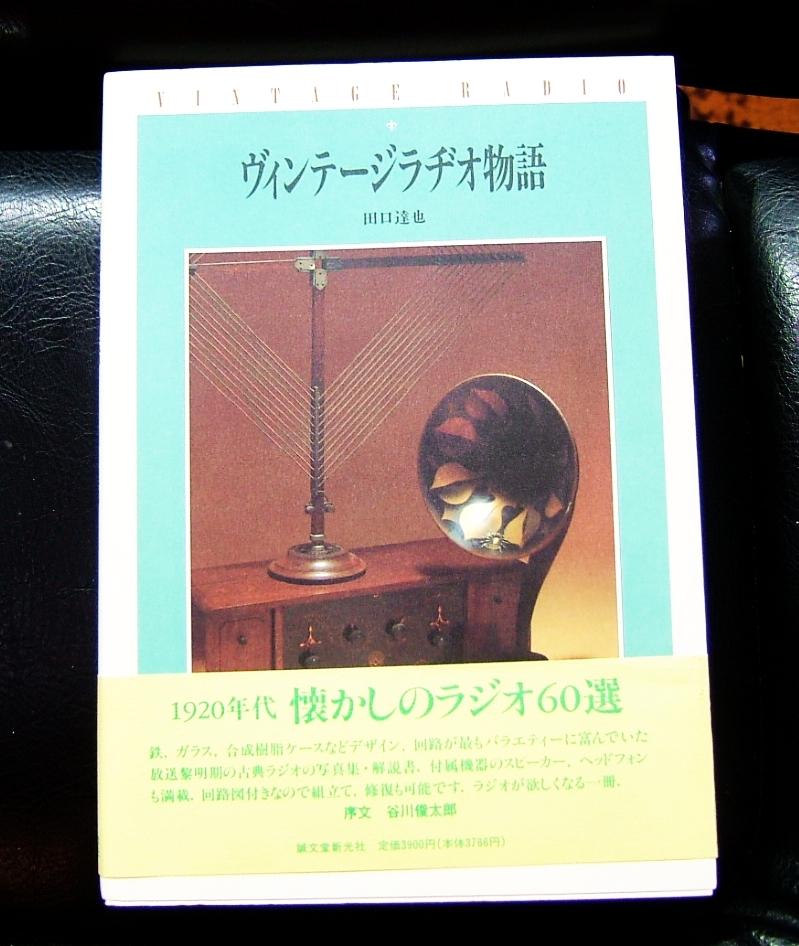 VINTAGE RADIO
ヴィンテージラヂオ物語
田口達也
1920年代 懐かしのラジオ60選
鉄、ガラス、合成樹脂ケースなどデザイン、回路が最もバラエティーに富んでいた
放送黎明期の古典ラジオの写真集・解説書、付属機器のスピーカー、ヘッドフォン
も満載、回路図付きなので組立て、修復も可能です、ラジオが欲しくなる一冊、
序文 谷川俊太郎
誠文堂新光社 定価3900円(本体3786円)